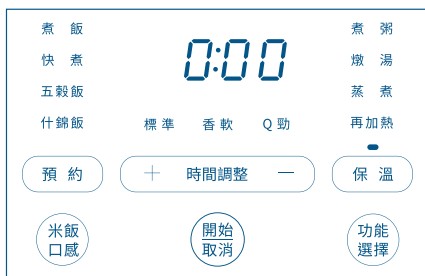 煮飯
快煮
五穀飯
什錦飯
0:00
標準 香軟 Q勁
煮粥
燉湯
蒸煮
再加熱
預約
＋ 時間調整 －
保溫
米飯
口感
開始
取消
功能
選擇